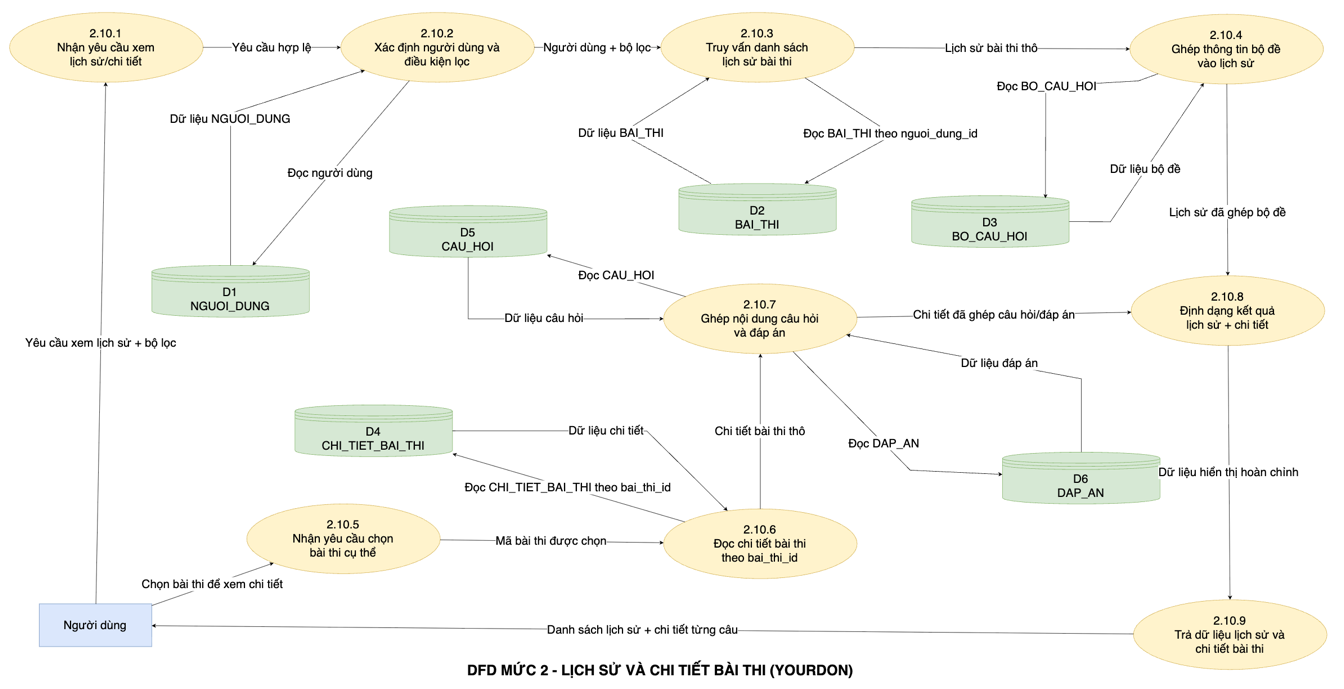 2.10.1
Nhận yêu cầu xem
lịch sử/chi tiết
Yêu cầu hợp lệ
2.10.2
Xác định người dùng và
điều kiện lọc
Người dùng + bộ lọc
2.10.3
Truy vấn danh sách
lịch sử bài thi
Lịch sử bài thi thô
2.10.4
Ghép thông tin bộ đề
vào lịch sử
Dữ liệu NGUOI_DUNG
Đọc người dùng
Dữ liệu BAI_THI
Đọc BAI_THI theo nguoi_dung_id
Đọc BO_CAU_HOI
Dữ liệu bộ đề
D1
NGUOI_DUNG
D5
CAU_HOI
D2
BAI_THI
D3
BO_CAU_HOI
Lịch sử đã ghép bộ đề
Đọc CAU_HOI
Dữ liệu câu hỏi
2.10.7
Ghép nội dung câu hỏi
và đáp án
Chi tiết đã ghép câu hỏi/đáp án
2.10.8
Định dạng kết quả
lịch sử + chi tiết
Yêu cầu xem lịch sử + bộ lọc
Dữ liệu đáp án
D4
CHI_TIET_BAI_THI
Dữ liệu chi tiết
Chi tiết bài thi thô
Đọc DAP_AN
D6
DAP_AN
Dữ liệu hiển thị hoàn chỉnh
Đọc CHI_TIET_BAI_THI theo bai_thi_id
2.10.5
Nhận yêu cầu chọn
bài thi cụ thể
Mã bài thi được chọn
2.10.6
Đọc chi tiết bài thi
theo bai_thi_id
Chọn bài thi để xem chi tiết
Người dùng
Danh sách lịch sử + chi tiết từng câu
2.10.9
Trả dữ liệu lịch sử và
chi tiết bài thi
DFD MỨC 2 - LỊCH SỬ VÀ CHI TIẾT BÀI THI (YOURDON)